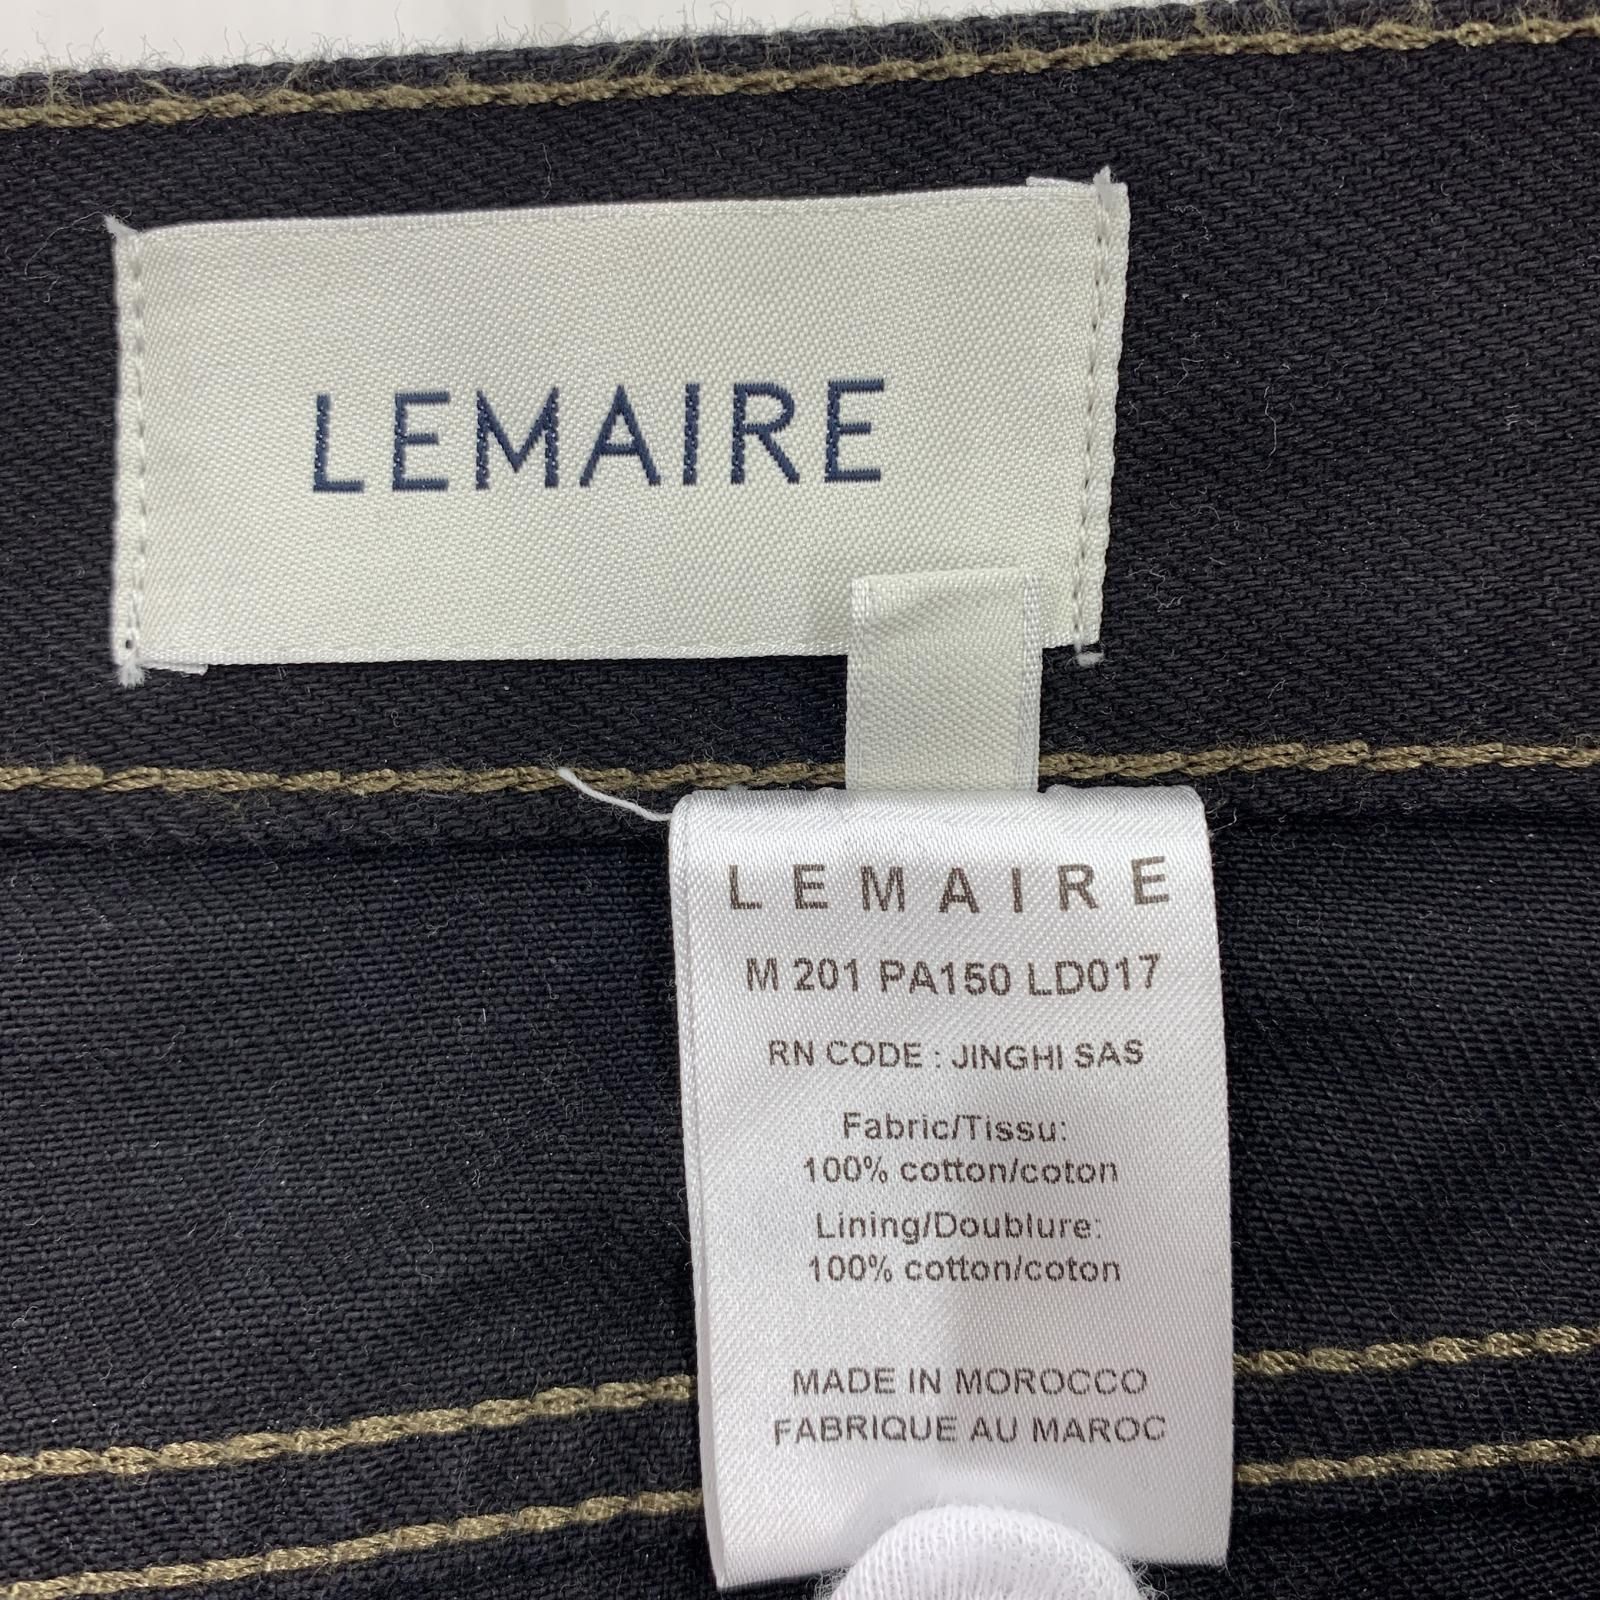 LEMAIRE
LEMAIRE
M 201 PA150 LD017
RN CODE : JINGHI SAS
Fabric/Tissu:
100% cotton/coton
Lining/Doublure:
100% cotton/coton
MADE IN MOROCCO
FABRIQUE AU MAROC